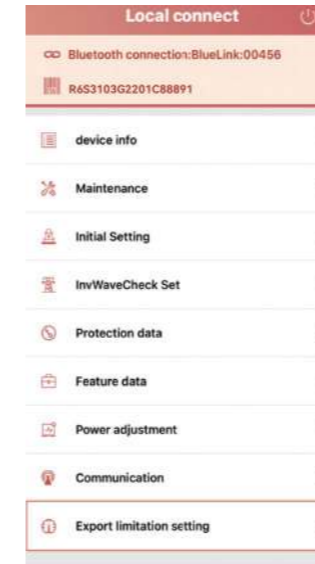 Local connect
Bluetooth connection:BlueLink:00456
R6S3103G2201C88891
device info
Maintenance
Initial Setting
InvWaveCheck Set
Protection data
Feature data
Power adjustment
Communication
Export limitation setting